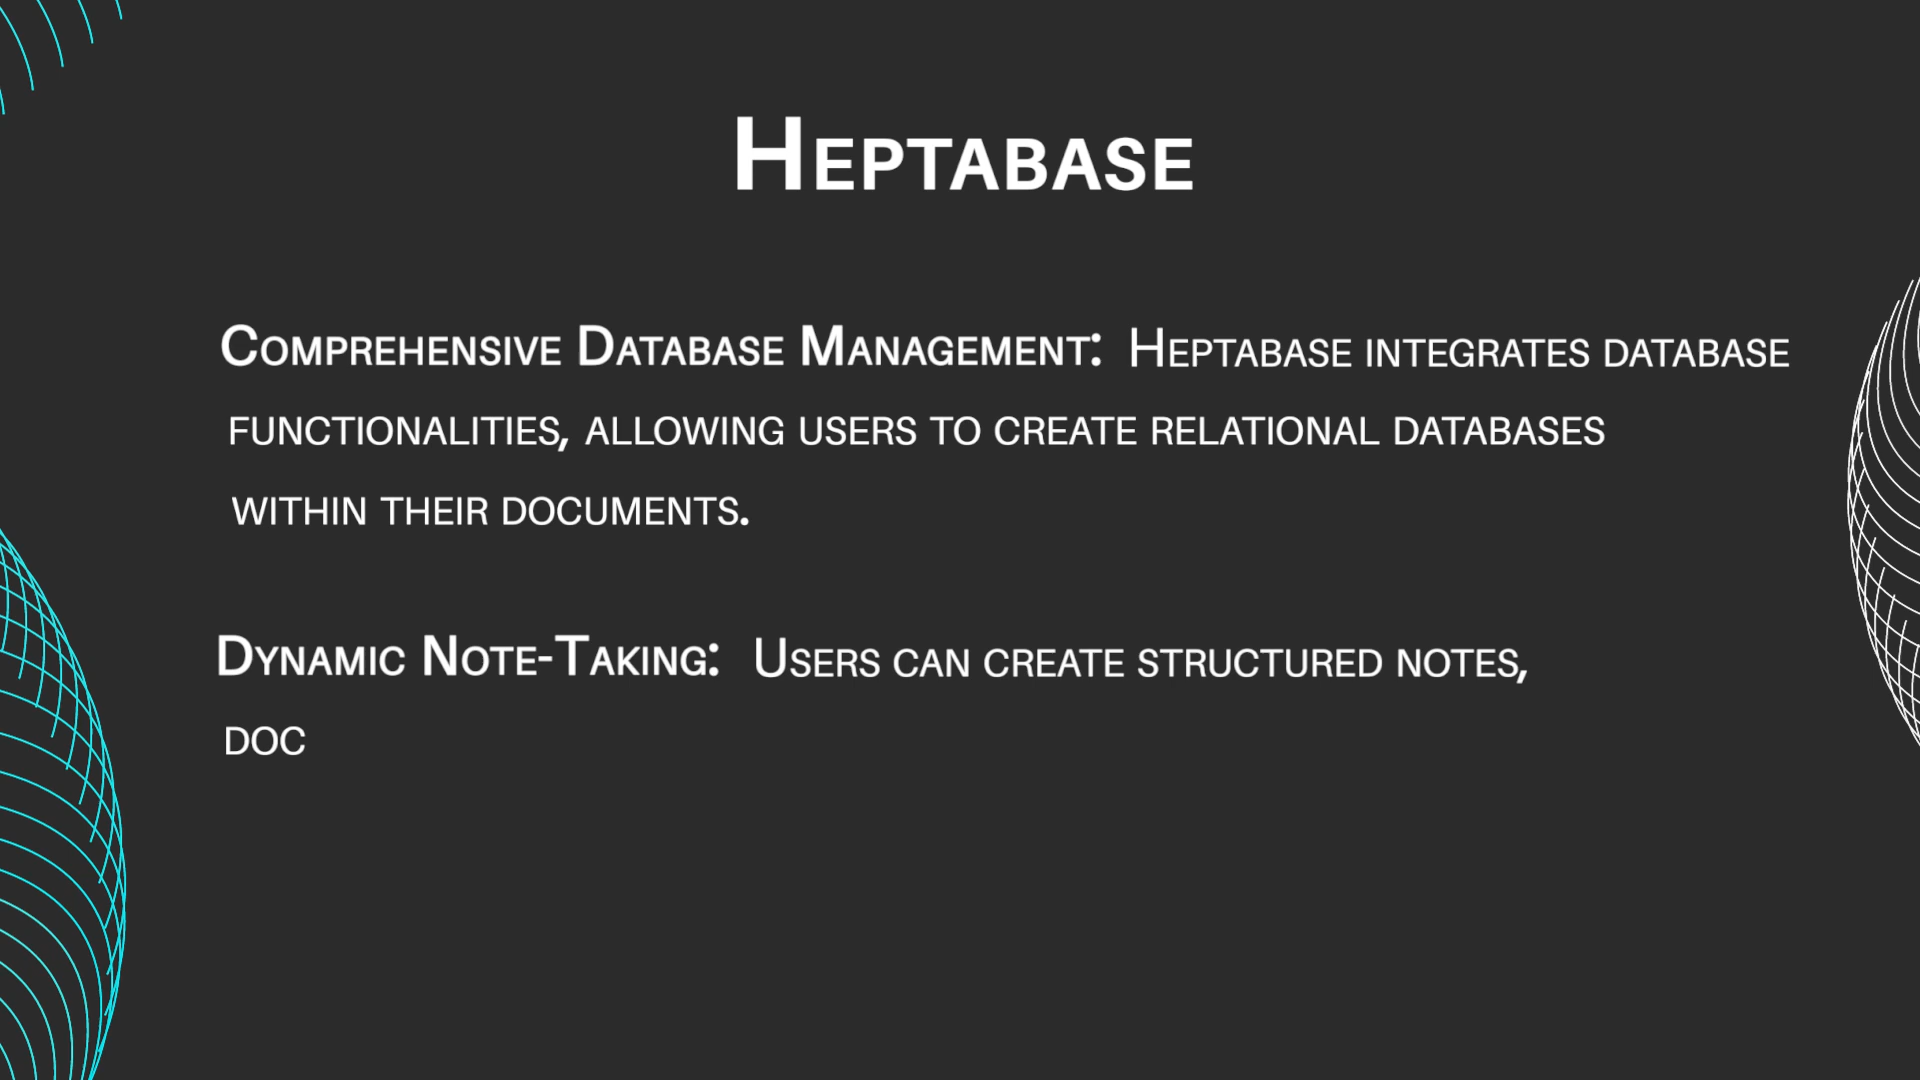 Heptabase
Comprehensive Database Management: Heptabase integrates database
functionalities, allowing users to create relational databases
within their documents.
Dynamic Note-Taking: Users can create structured notes,
doc